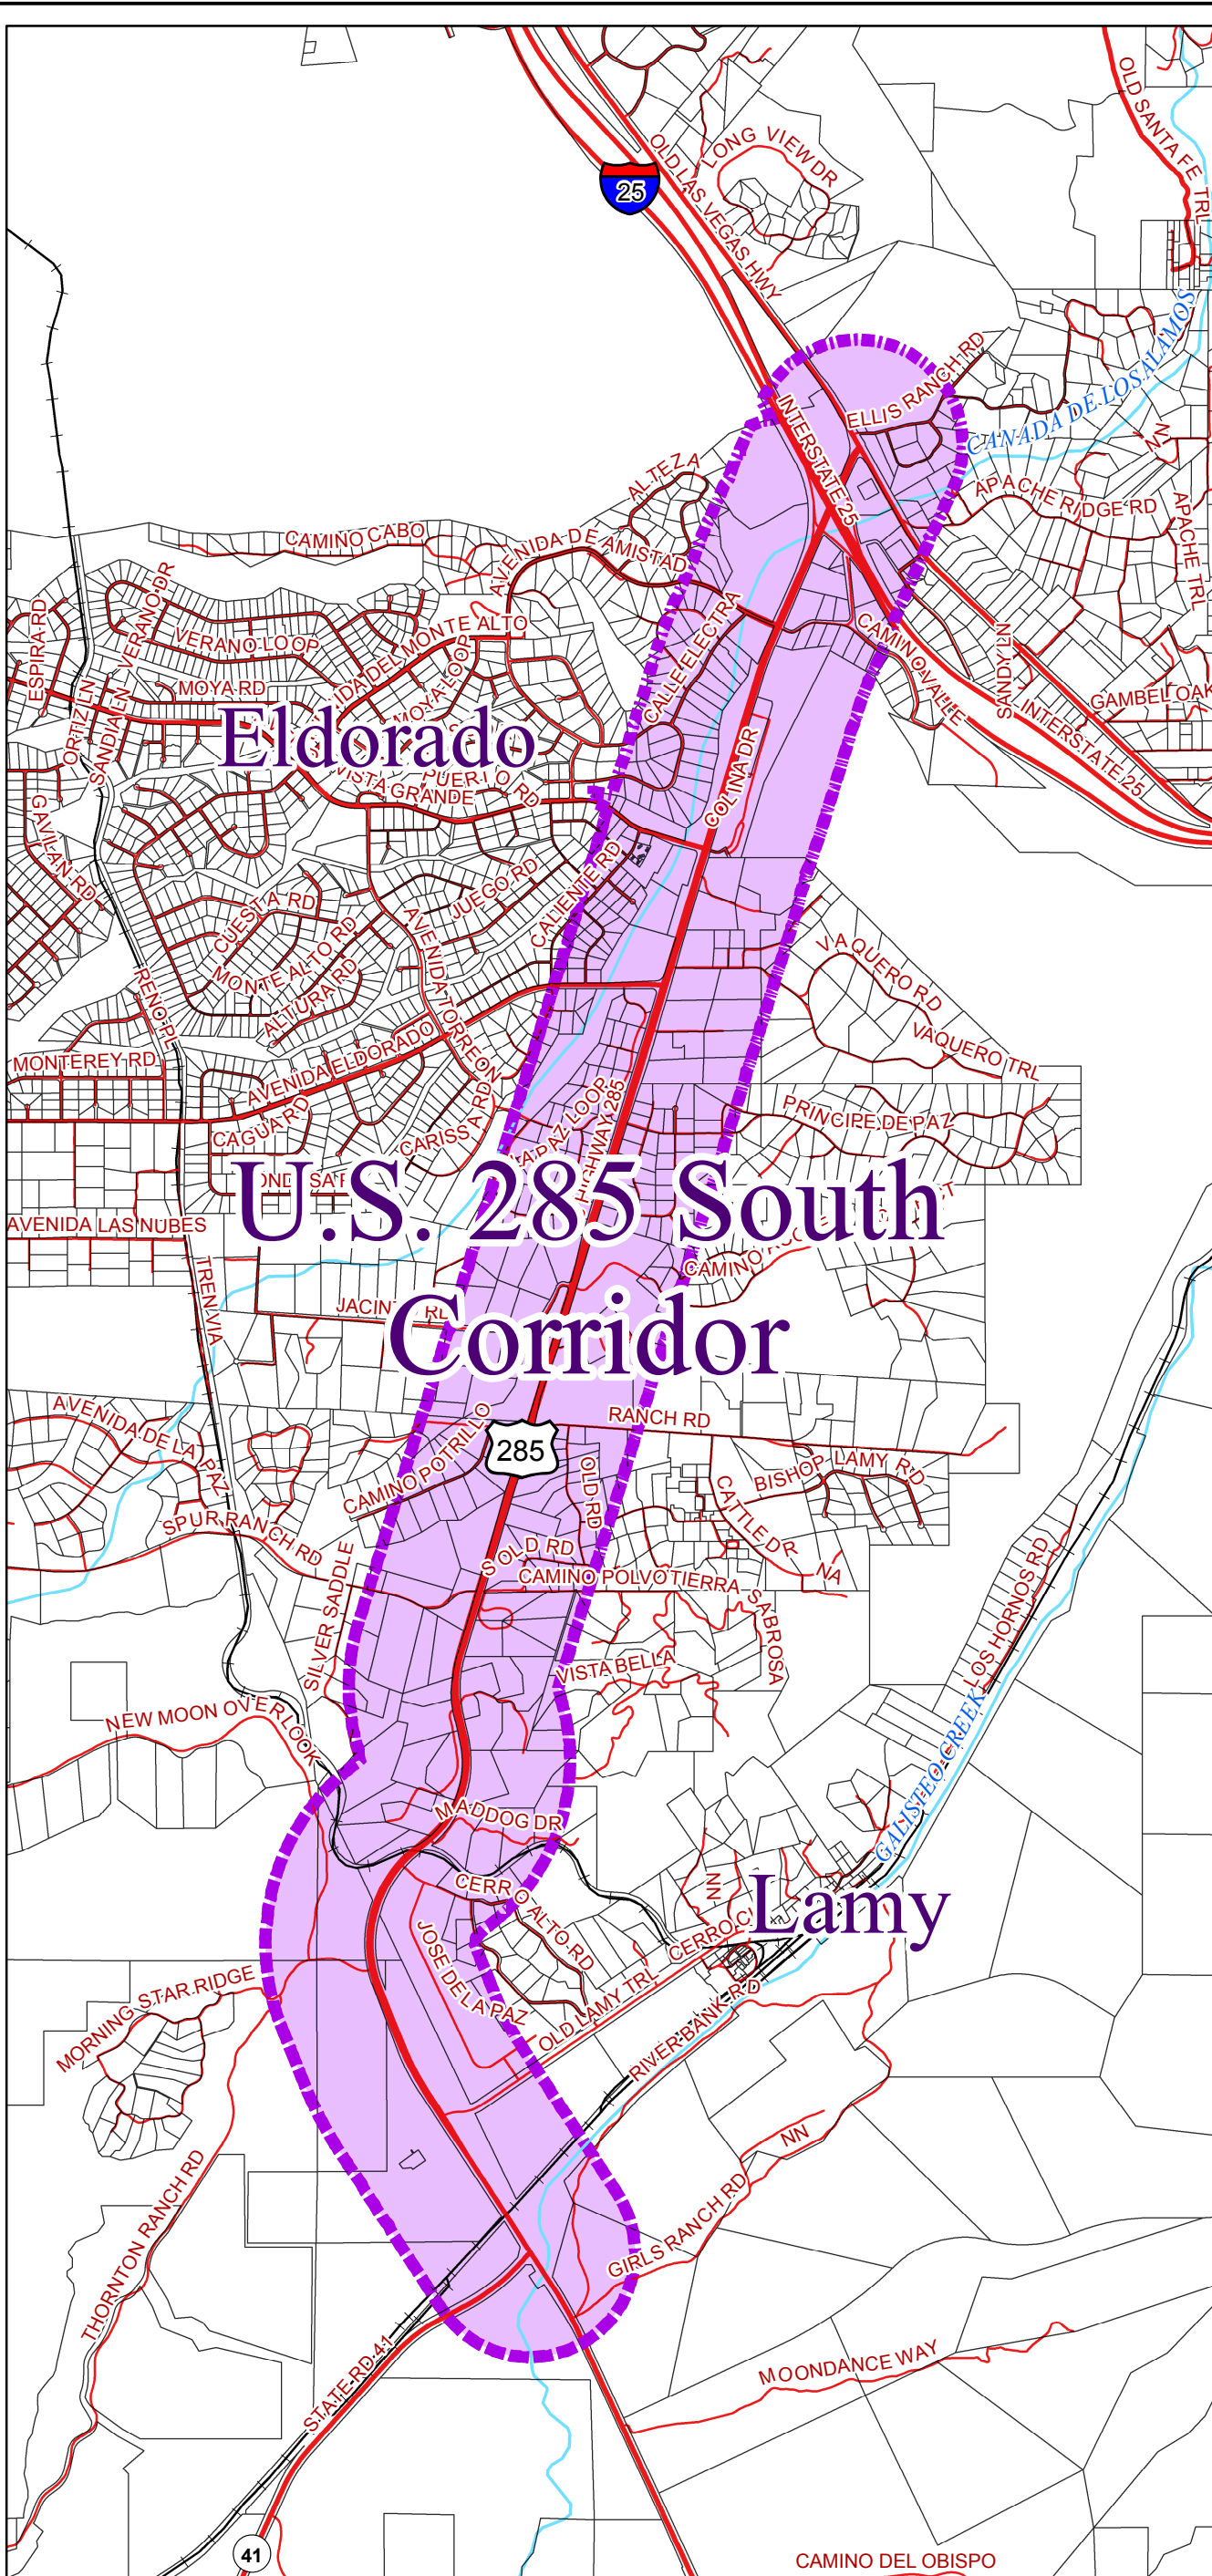 OLD SANTA FE TRL
LONG VIEW DR
OLD LAS VEGAS HWY
25
CANADA DE LOS ALAMOS
ELLIS RANCH RD
INTERSTATE 25
NN
ALTEZA
APACHE RIDGE RD
APACHE TRL
CAMINO CABO
AVENIDA DE AMISTAD
VERANO DR
ESPIRA RD
VERANO LOOP
MONTE ALTO
CALLE ELECTRA
CAMINO VALLE
SANDY LN
MOYA RD
MOYA LOOP
GAMBEL OAK
ORTIZ LN
SANDIA LN
Eldorado
INTERSTATE 25
COLINA DR
VISTA GRANDE
PUERTO RD
GAVILAN RD
JUEGO RD
CALIENTE RD
CUESTA RD
MONTE ALTO RD
ALTURA RD
AVENIDA TORREON
VAQUERO RD
RENO PL
VAQUERO TRL
MONTEREY RD
AVENIDA ELDORADO
CAGUA RD
CARISSA RD
PAZ LOOP
HIGHWAY 285
PRINCIPE DE PAZ
U.S. 285 South
AVENIDA LAS NUBES
CAMINO
TREN VIA
Corridor
RANCH RD
AVENIDA DE LA PAZ
CAMINO POTRILLO
285
OLD RD
BISHOP LAMY RD
CATTLE DR
NA
SPUR RANCH RD
S OLD RD
CAMINO POLVO TIERRA
SABROSA
SILVER SADDLE
LOS HORNOS RD
VISTA BELLA
NEW MOON OVERLOOK
GALISTEO CREEK
MADDOG DR
NN
CERRO ALTO RD
Lamy
JOSE DE LA PAZ
MORNING STAR RIDGE
OLD LAMY TRL
RIVER BANK RD
NN
THORNTON RANCH RD
GIRLS RANCH RD
MOONDANCE WAY
STATE RD 41
41
CAMINO DEL OBISPO